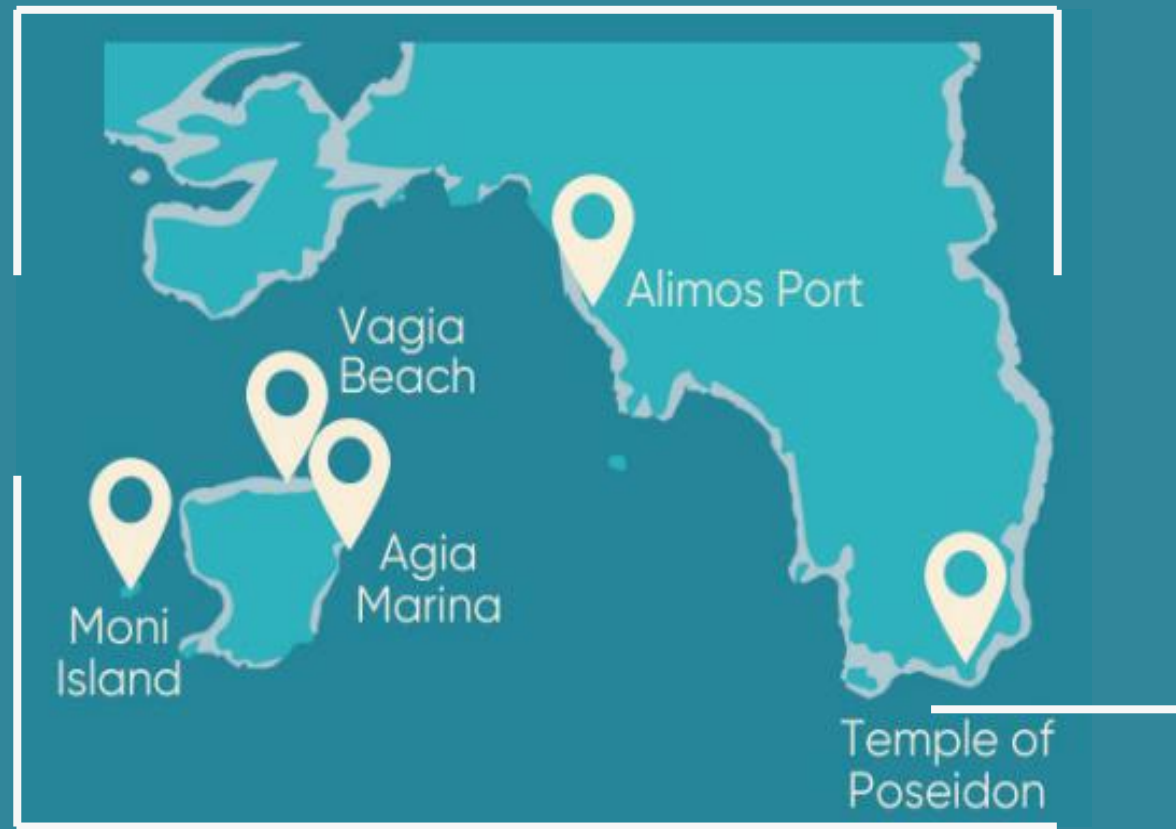 Alimos Port
Vagia
Beach
Agia
Marina
Moni
Island
Temple of
Poseidon